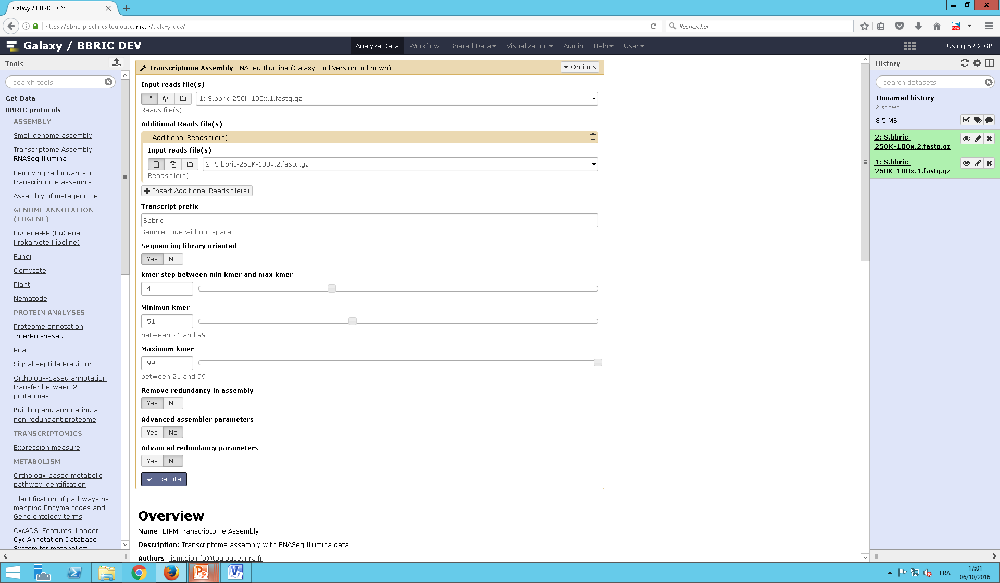 Galaxy / BBRIC DEV
https://bbric-pipelines.toulouse.inra.fr/galaxy-dev/
Rechercher
Galaxy / BBRIC DEV
Analyze Data
Workflow
Shared Data
Visualization
Admin
Help
User
Using 52.2 GB
Tools
search tools
Get Data
BBRIC protocols
ASSEMBLY
Small genome assembly
Transcriptome Assembly
RNASeq Illumina
Removing redundancy in
transcriptome assembly
Assembly of metagenome
GENOME ANNOTATION
(EUGENE)
EuGene-PP (EuGene
Prokaryote Pipeline)
Fungi
Oomycete
Plant
Nematode
PROTEIN ANALYSES
Proteome annotation
InterPro-based
Priam
Signal Peptide Predictor
Orthology-based annotation
transfer between 2
proteomes
Building and annotating a
non redundant proteome
TRANSCRIPTOMICS
Expression measure
METABOLISM
Orthology-based metabolic
pathway identification
Identification of pathways by
mapping Enzyme codes and
Gene ontology terms
CycADS Features Loader
Cyc Annotation Database
System for metabolism
Transcriptome Assembly RNASeq Illumina (Galaxy Tool Version unknown)
Options
Input reads file(s)
1: S.bbric-250K-100x.1.fastq.gz
Reads file(s)
Additional Reads file(s)
1: Additional Reads file(s)
Input reads file(s)
2: S.bbric-250K-100x.2.fastq.gz
Reads file(s)
Insert Additional Reads file(s)
Transcript prefix
Sbbric
Sample code without space
Sequencing library oriented
Yes No
kmer step between min kmer and max kmer
4
Minimun kmer
51
between 21 and 99
Maximum kmer
99
between 21 and 99
Remove redundancy in assembly
Yes No
Advanced assembler parameters
Yes No
Advanced redundancy parameters
Yes No
Execute
Overview
Name: LIPM Transcriptome Assembly
Description: Transcriptome assembly with RNASeq Illumina data
Authors: lipm.bioinfo@toulouse.inra.fr
History
search datasets
Unnamed history
2 shown
8.5 MB
2: S.bbric-
250K-100x.2.fastq.gz
1: S.bbric-
250K-100x.1.fastq.gz
FRA
17:01
06/10/2016